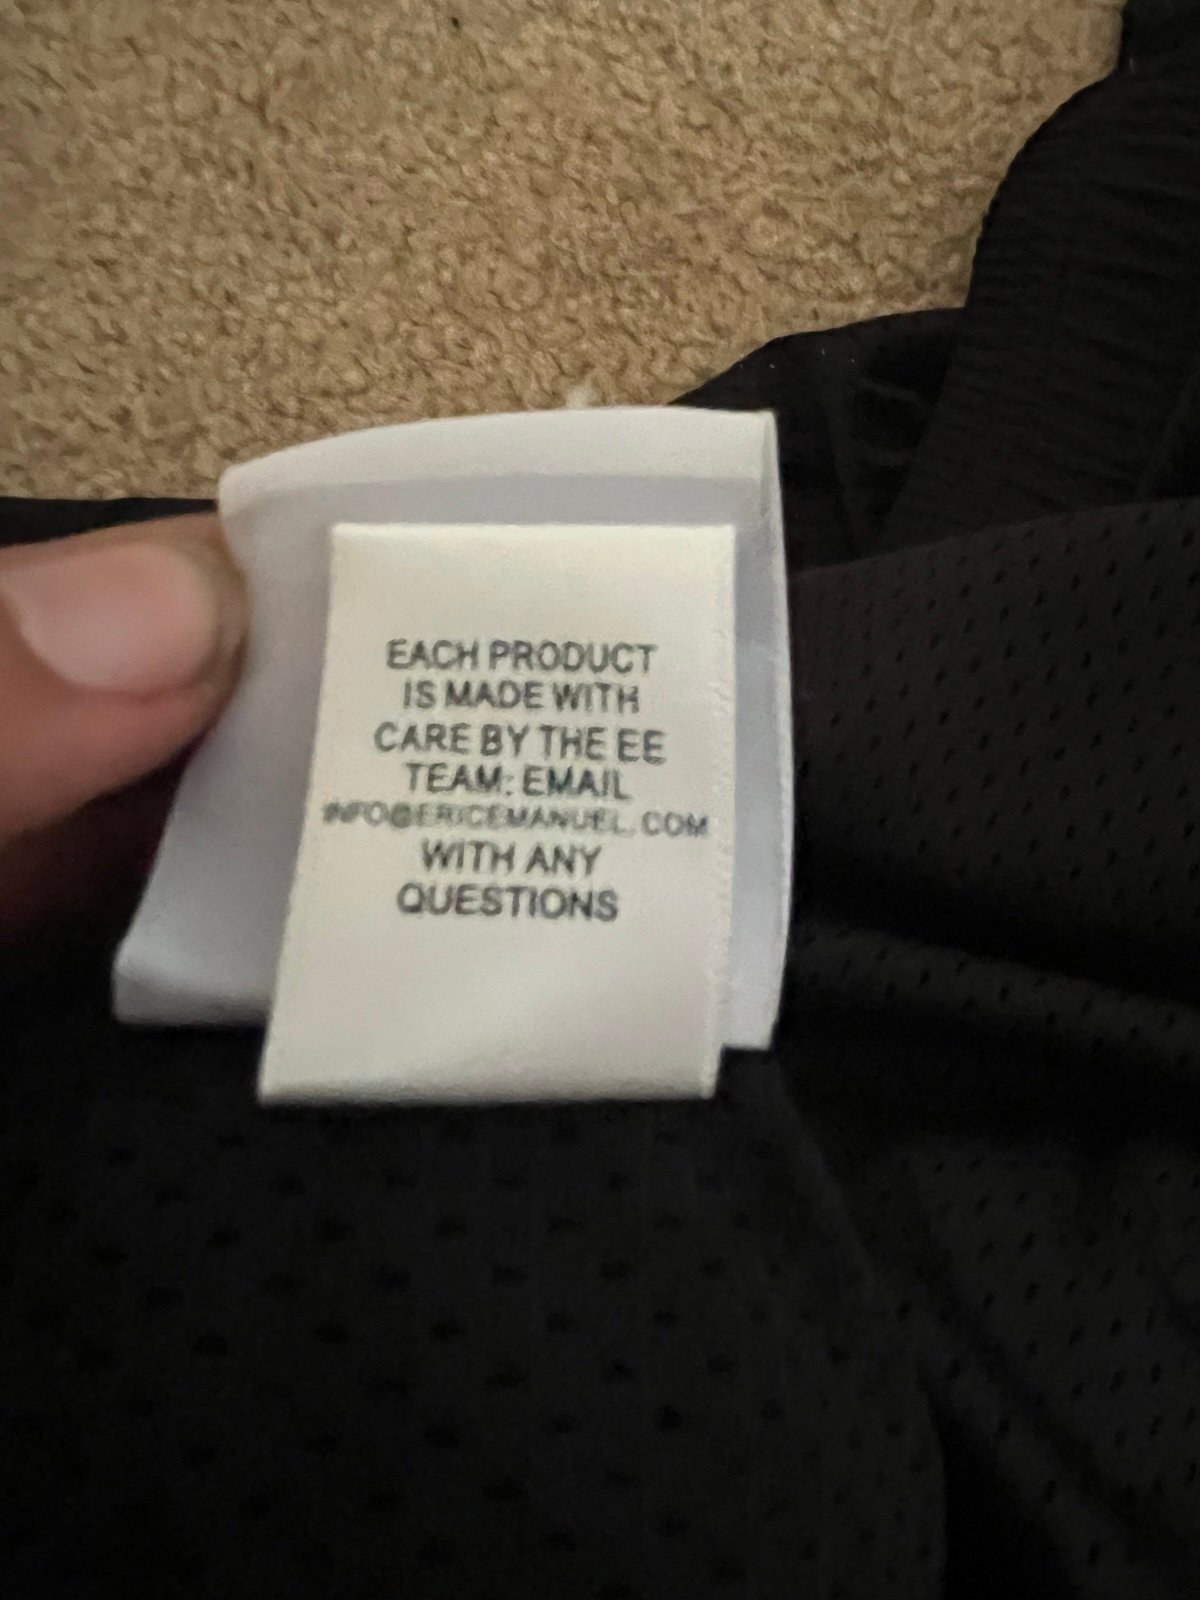 EACH PRODUCT
IS MADE WITH
CARE BY THE EE
TEAM: EMAIL
INFO@ERICEMANUEL.COM
WITH ANY
QUESTIONS